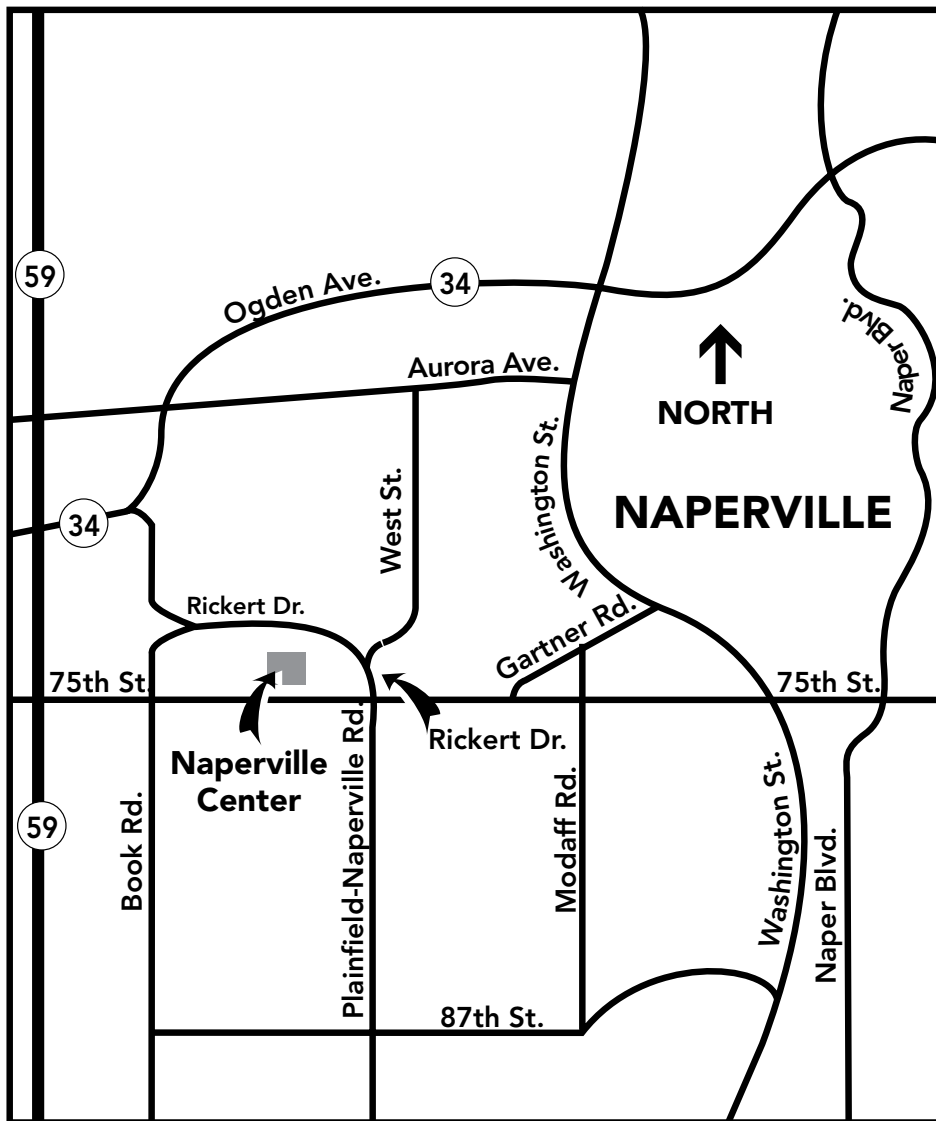 59
Ogden Ave.
34
Naper Blvd.
Aurora Ave.
NORTH
Washington St.
West St.
NAPERVILLE
34
Rickert Dr.
Gartner Rd.
75th St.
75th St.
Rickert Dr.
Naperville
Center
Plainfield-Naperville Rd.
Book Rd.
Modaff Rd.
Washington St.
Naper Blvd.
59
87th St.